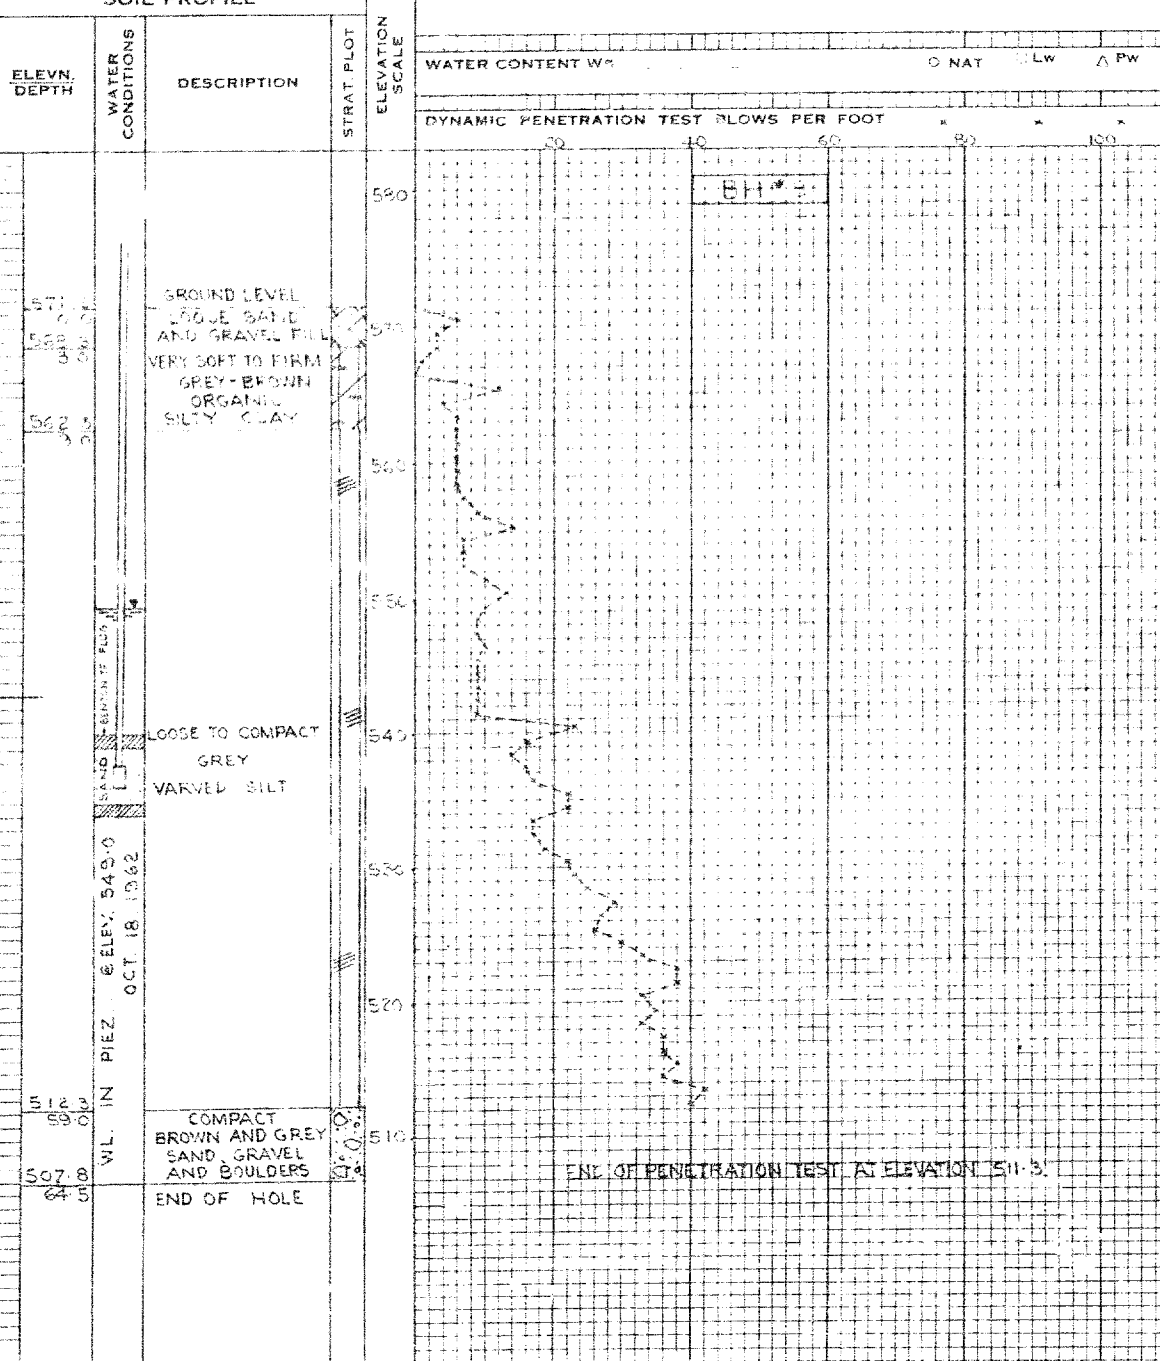 SOIL PROFILE
ELEVN.
DEPTH
WATER
CONDITIONS
DESCRIPTION
STRAT. PLOT
ELEVATION
SCALE
WATER CONTENT W%
○ NAT
Lw
△ Pw
DYNAMIC PENETRATION TEST BLOWS PER FOOT
20
40
60
80
100
580
BH#
GROUND LEVEL
LOOSE SAND
AND GRAVEL FILL
570
VERY SOFT TO FIRM
GREY-BROWN
ORGANIC
SILTY CLAY
560
550
BENTONITE PLUG
540
LOOSE TO COMPACT
GREY
VARVED SILT
SAND
530
WL. IN PIEZ. @ ELEV. 549.0
OCT. 18 1962
520
512.3
59.0
COMPACT
BROWN AND GREY
SAND, GRAVEL
AND BOULDERS
510
END OF PENETRATION TEST AT ELEVATION 511.3
507.8
64.5
END OF HOLE